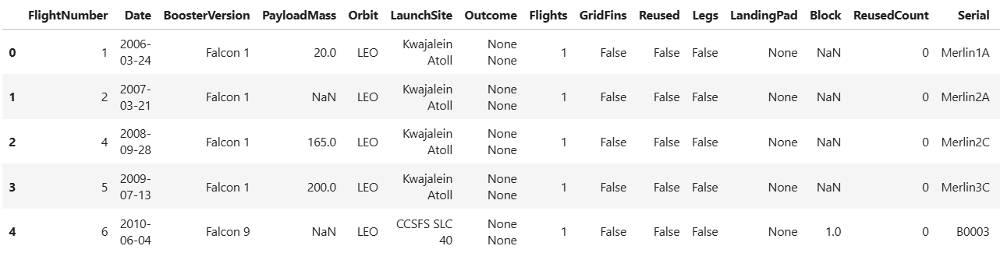 FlightNumber Date BoosterVersion PayloadMass Orbit LaunchSite Outcome Flights GridFins Reused Legs LandingPad Block ReusedCount Serial
0 1 2006-03-24 Falcon 1 20.0 LEO Kwajalein Atoll None None 1 False False False None NaN 0 Merlin1A
1 2 2007-03-21 Falcon 1 NaN LEO Kwajalein Atoll None None 1 False False False None NaN 0 Merlin2A
2 4 2008-09-28 Falcon 1 165.0 LEO Kwajalein Atoll None None 1 False False False None NaN 0 Merlin2C
3 5 2009-07-13 Falcon 1 200.0 LEO Kwajalein Atoll None None 1 False False False None NaN 0 Merlin3C
4 6 2010-06-04 Falcon 9 NaN LEO CCSFS SLC 40 None None 1 False False False None 1.0 0 B0003